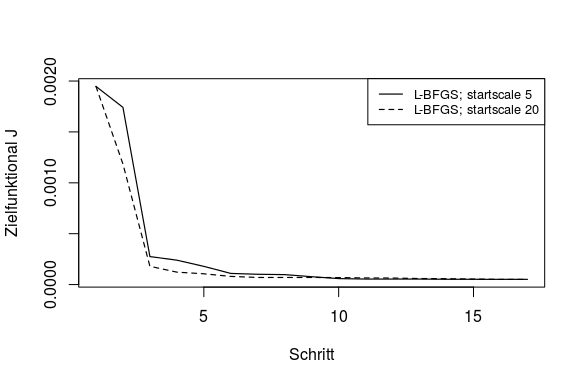 L-BFGS; startscale 5
L-BFGS; startscale 20
Zielfunktional J
0.0020
0.0010
0.0000
5
10
15
Schritt